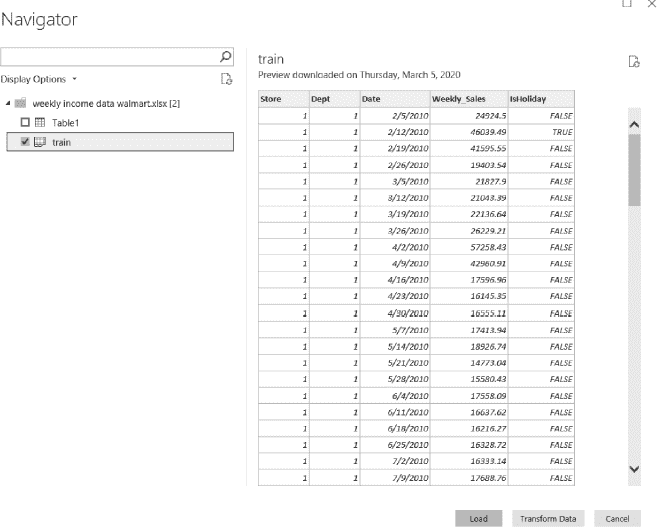 Navigator
Display Options
weekly income data walmart.xlsx [2]
Table1
train
train
Preview downloaded on Thursday, March 5, 2020
Store Dept Date Weekly_Sales IsHoliday
1 1 2/5/2010 24924.5 FALSE
1 1 2/12/2010 46039.49 TRUE
1 1 2/19/2010 41595.55 FALSE
1 1 2/26/2010 19403.54 FALSE
1 1 3/5/2010 21827.9 FALSE
1 1 3/12/2010 21043.39 FALSE
1 1 3/19/2010 22136.64 FALSE
1 1 3/26/2010 26229.21 FALSE
1 1 4/2/2010 57258.43 FALSE
1 1 4/9/2010 42960.91 FALSE
1 1 4/16/2010 17596.96 FALSE
1 1 4/23/2010 16145.35 FALSE
1 1 4/30/2010 16555.11 FALSE
1 1 5/7/2010 17413.94 FALSE
1 1 5/14/2010 18926.74 FALSE
1 1 5/21/2010 14773.04 FALSE
1 1 5/28/2010 15580.43 FALSE
1 1 6/4/2010 17558.09 FALSE
1 1 6/11/2010 16637.62 FALSE
1 1 6/18/2010 16216.27 FALSE
1 1 6/25/2010 16328.72 FALSE
1 1 7/2/2010 16333.14 FALSE
1 1 7/9/2010 17688.76 FALSE
Load Transform Data Cancel